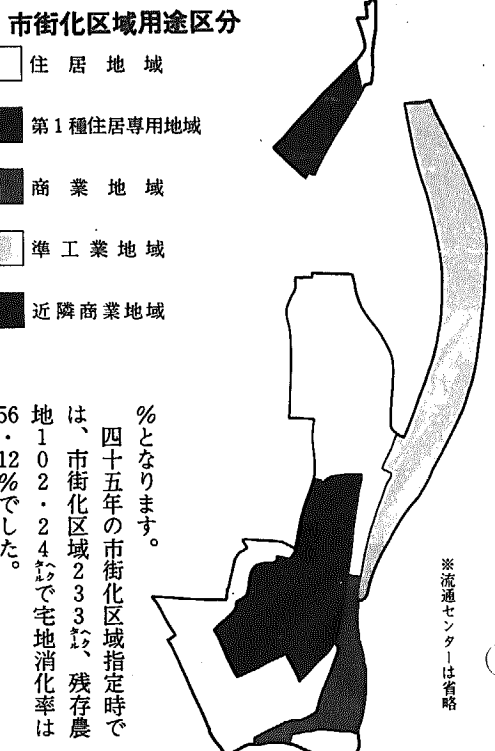 市街化区域用途区分
住居地域
第1種住居専用地域
商業地域
準工業地域
近隣商業地域
※流通センターは省略
％となります。
四十五年の市街化区域指定時で
は、市街化区域233ヘクタール、残存農
地102・24ヘクタールで宅地消化率は
56・12％でした。